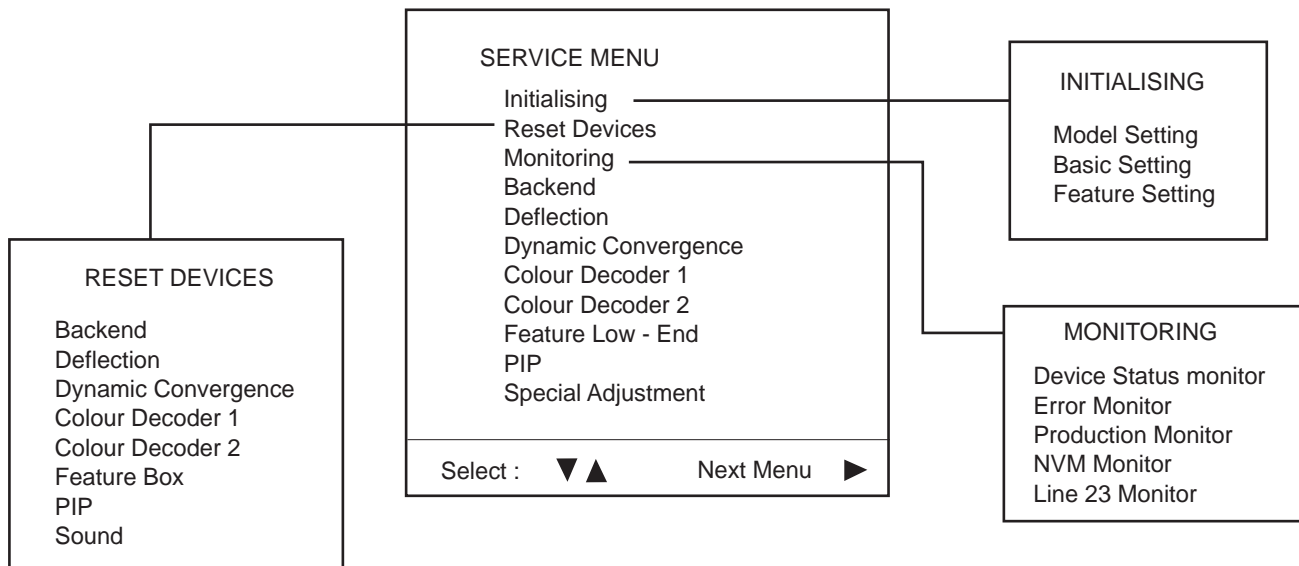 SERVICE MENU
Initialising
Reset Devices
Monitoring
Backend
Deflection
Dynamic Convergence
Colour Decoder 1
Colour Decoder 2
Feature Low - End
PIP
Special Adjustment
Select : ▼ ▲ Next Menu ▶
INITIALISING
Model Setting
Basic Setting
Feature Setting
RESET DEVICES
Backend
Deflection
Dynamic Convergence
Colour Decoder 1
Colour Decoder 2
Feature Box
PIP
Sound
MONITORING
Device Status monitor
Error Monitor
Production Monitor
NVM Monitor
Line 23 Monitor